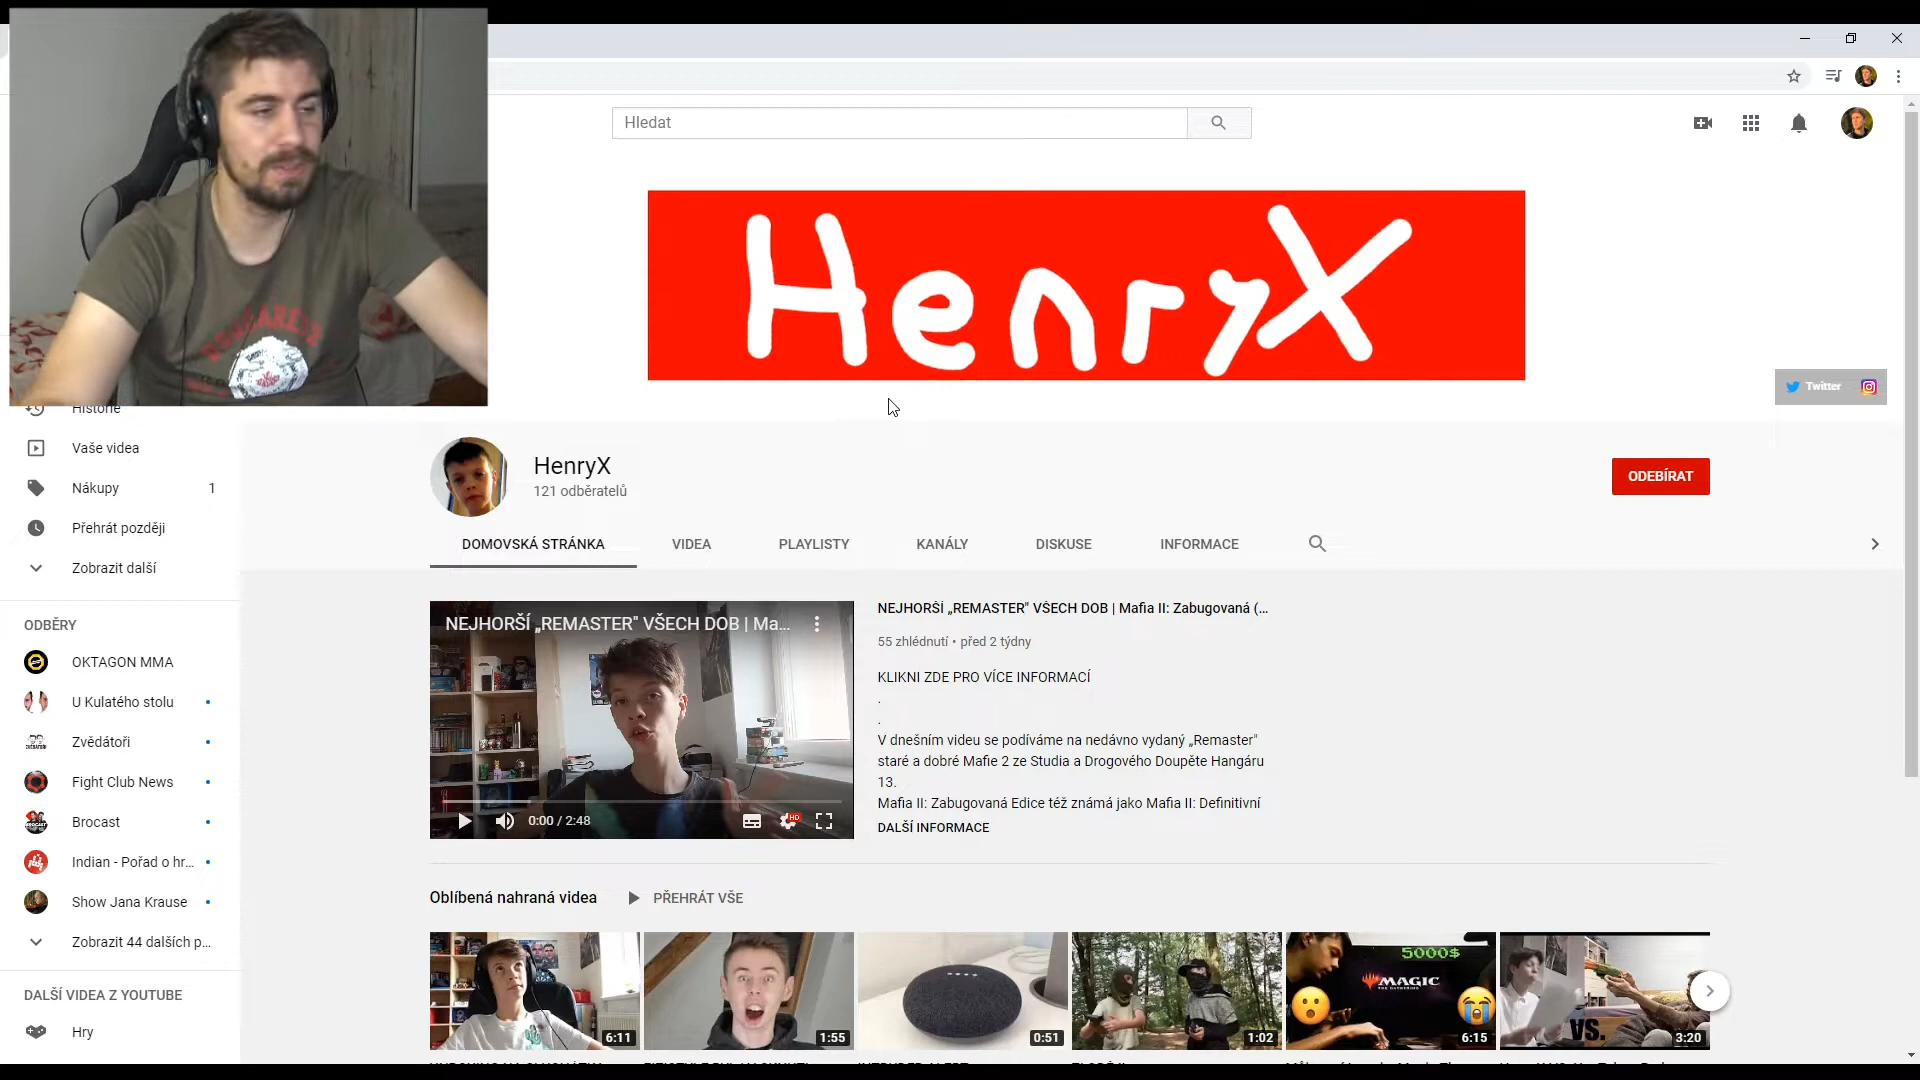 Hledat
HenryX
Twitter
Historie
Vaše videa
Nákupy 1
Přehrát později
Zobrazit další
ODBĚRY
OKTAGON MMA
U Kulatého stolu
Zvědátoři
Fight Club News
Brocast
Indian - Pořad o hr...
Show Jana Krause
Zobrazit 44 dalších p...
DALŠÍ VIDEA Z YOUTUBE
Hry
HenryX
121 odběratelů
ODEBÍRAT
DOMOVSKÁ STRÁNKA VIDEA PLAYLISTY KANÁLY DISKUSE INFORMACE
NEJHORŠÍ „REMASTER" VŠECH DOB | Ma...
0:00 / 2:48
HD
NEJHORŠÍ „REMASTER" VŠECH DOB | Mafia II: Zabugovaná (...
55 zhlédnutí • před 2 týdny
KLIKNI ZDE PRO VÍCE INFORMACÍ
.
.
V dnešním videu se podíváme na nedávno vydaný „Remaster"
staré a dobré Mafie 2 ze Studia a Drogového Doupěte Hangáru
13.
Mafia II: Zabugovaná Edice též známá jako Mafia II: Definitivní
DALŠÍ INFORMACE
Oblíbená nahraná videa PŘEHRÁT VŠE
6:11
1:55
0:51
1:02
5000$
MAGIC
6:15
VS.
3:20